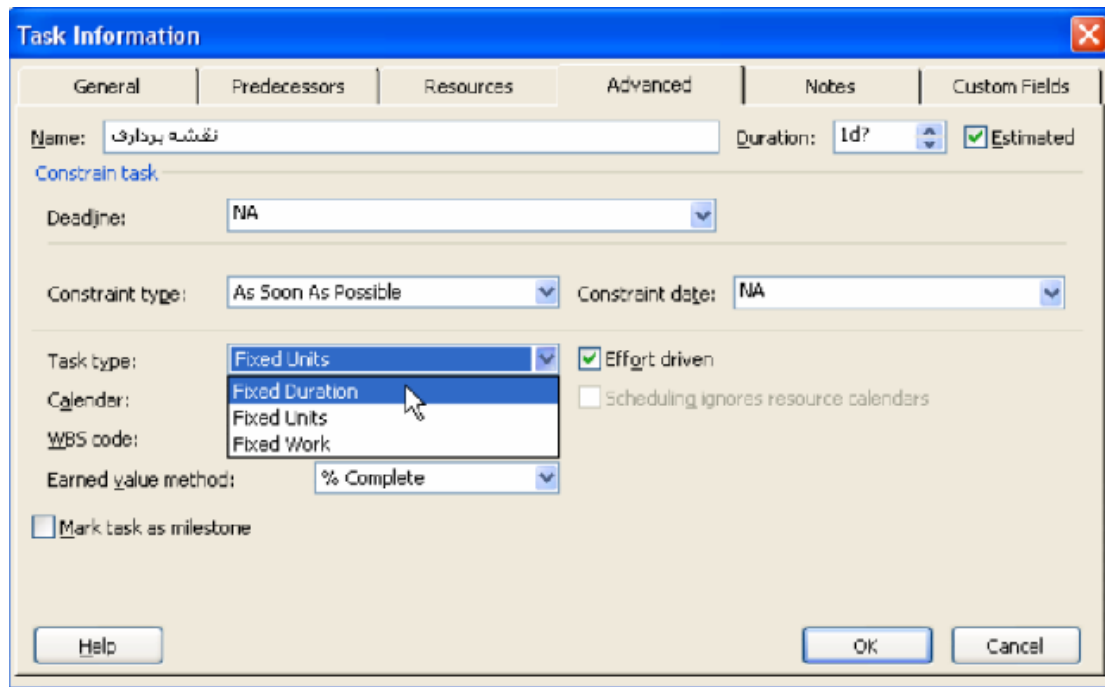 Task Information
General Predecessors Resources Advanced Notes Custom Fields
Name: نقشه برداری Duration: 1d? Estimated
Constrain task
Deadline: NA
Constraint type: As Soon As Possible Constraint date: NA
Task type: Fixed Units Effort driven
Calendar: Fixed Duration Scheduling ignores resource calendars
Fixed Units
WBS code: Fixed Work
Earned value method: % Complete
Mark task as milestone
Help OK Cancel